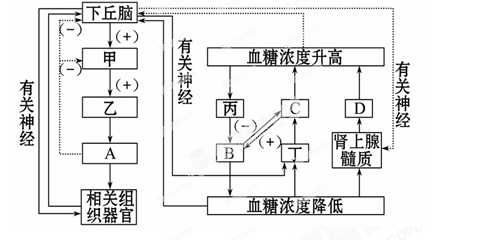 下丘脑
(－)
(＋)
甲
(－)
(＋)
乙
A
相关组
织器官
有关神经
有关神经
血糖浓度升高
丙
C
D
(－)
(＋)
B
丁
肾上腺
髓质
血糖浓度降低
有关神经